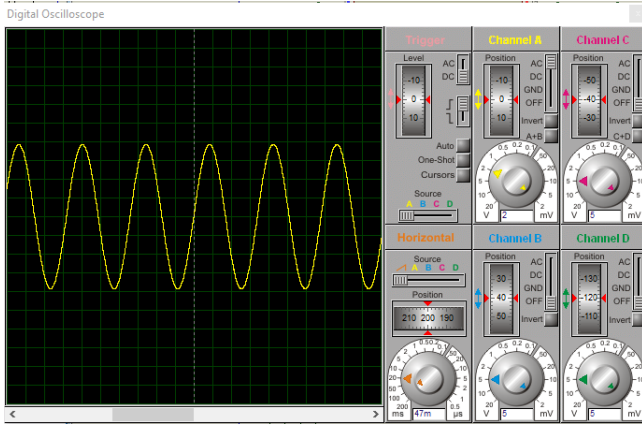 Digital Oscilloscope
Trigger
Level
AC
DC
-10
0
10
Auto
One-Shot
Cursors
Source
A B C D
Channel A
Position
AC
DC
GND
OFF
Invert
A+B
-10
0
10
V 2 mV
Channel C
Position
AC
DC
GND
OFF
Invert
C+D
-50
-40
-30
V 5 mV
Horizontal
Source
A B C D
Position
210 200 190
ms 47m µs
Channel B
Position
AC
DC
GND
OFF
Invert
30
40
50
V 5 mV
Channel D
Position
AC
DC
GND
OFF
Invert
-130
-120
-110
V 5 mV